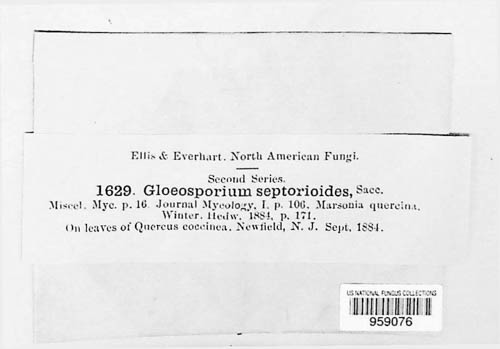 Ellis & Everhart. North American Fungi.
Second Series.
1629. Gloeosporium septorioides, Sacc.
Miscel. Myc. p. 16. Journal Mycology, I. p. 106. Marsonia quercina,
Winter. Hedw. 1884, p. 171.
On leaves of Quercus coccinea. Newfield, N. J. Sept. 1884.
US NATIONAL FUNGUS COLLECTIONS
959076